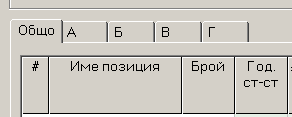 Общо А Б В Г
# Име позиция Брой Год.
ст-ст